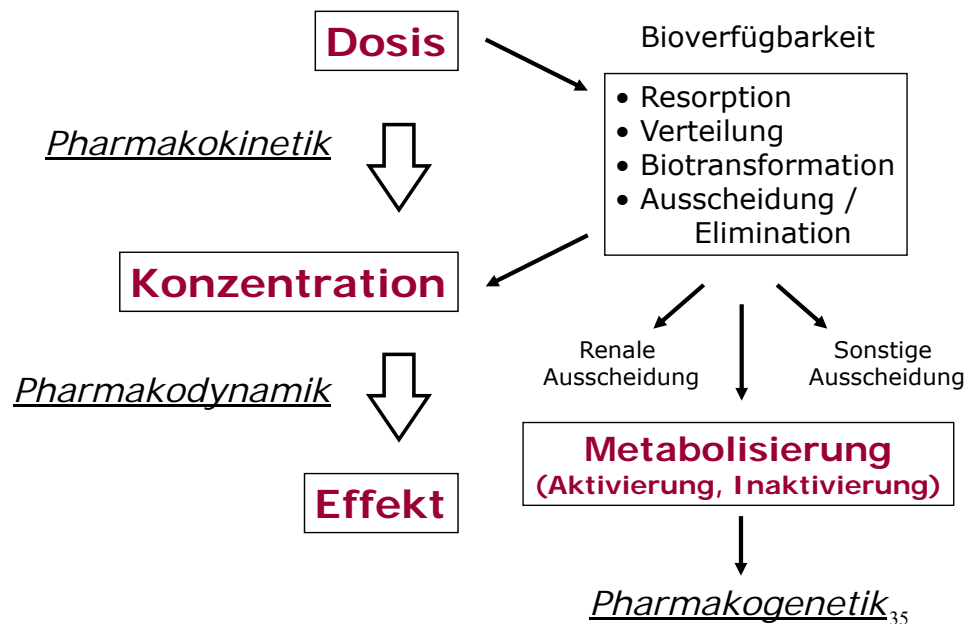 Dosis
Bioverfügbarkeit
• Resorption
• Verteilung
• Biotransformation
• Ausscheidung /
Elimination
Pharmakokinetik
Konzentration
Renale
Ausscheidung
Sonstige
Ausscheidung
Pharmakodynamik
Metabolisierung
(Aktivierung, Inaktivierung)
Effekt
Pharmakogenetik
35